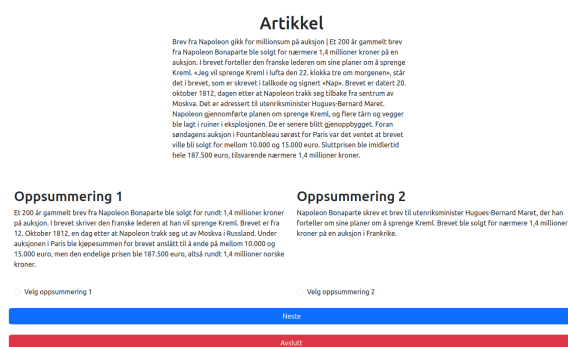 Artikkel
Brev fra Napoleon gikk for millionsum på auksjon | Et 200 år gammelt brev
fra Napoleon Bonaparte ble solgt for nærmere 1,4 millioner kroner på en
auksjon. I brevet forteller den franske lederen om sine planer om å sprenge
Kreml. «Jeg vil sprenge Kreml i lufta den 22. klokka tre om morgenen», står
det i brevet, som er skrevet i tallkode og signert «Nap». Brevet er datert 20.
oktober 1812, dagen etter at Napoleon trakk seg tilbake fra sentrum av
Moskva. Det er adressert til utenriksminister Hugues-Bernard Maret.
Napoleon gjennomførte planen om sprenge Kreml, og flere tårn og vegger
ble lagt i ruiner i eksplosjonen. De er senere blitt gjenoppbygget. Foran
søndagens auksjon i Fountanbleau sørøst for Paris var det ventet at brevet
ville bli solgt for mellom 10.000 og 15.000 euro. Sluttprisen ble imidlertid
hele 187.500 euro, tilsvarende nærmere 1,4 millioner kroner.
Oppsummering 1
Et 200 år gammelt brev fra Napoleon Bonaparte ble solgt for rundt 1,4 millioner kroner
på auksjon. I brevet skriver den franske lederen at han vil sprenge Kreml. Brevet er fra
12. Oktober 1812, en dag etter at Napoleon trakk seg ut av Moskva i Russland. Under
auksjonen i Paris ble kjøpesummen for brevet anslått til å ende på mellom 10.000 og
15.000 euro, men den endelige prisen ble 187.500 euro, altså rundt 1,4 millioner norske
kroner.
Velg oppsummering 1
Oppsummering 2
Napoleon Bonaparte skrev et brev til utenriksminister Hugues-Bernard Maret, der han
forteller om sine planer om å sprenge Kreml. Brevet ble solgt for nærmere 1,4 millioner
kroner på en auksjon i Frankrike.
Velg oppsummering 2
Neste
Avslutt